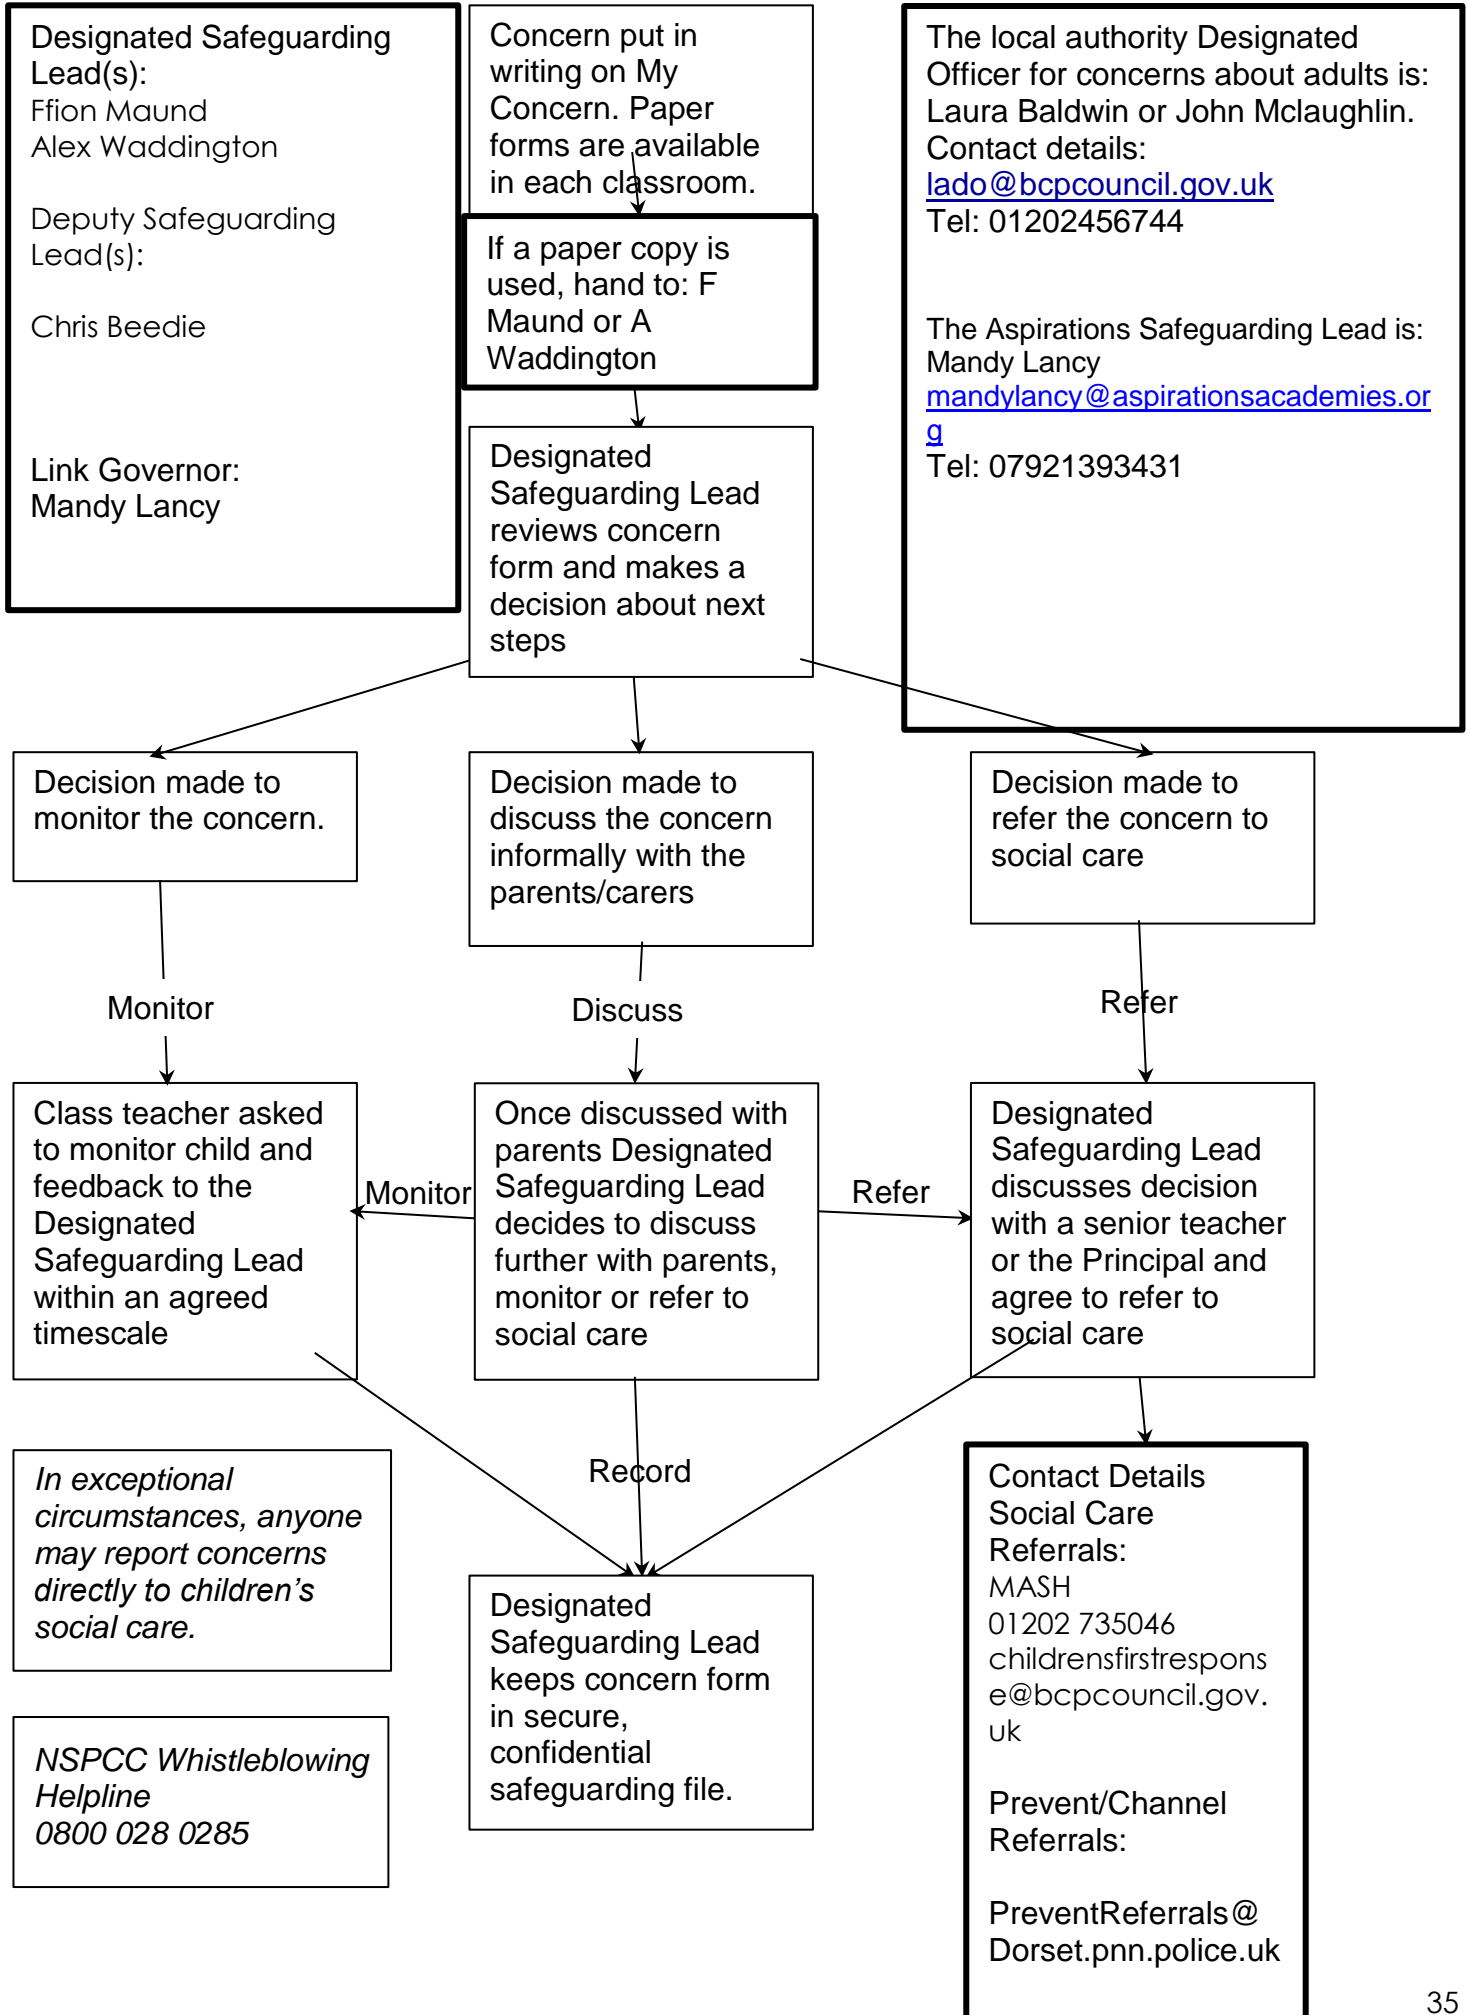 Designated Safeguarding
Lead(s):
Ffion Maund
Alex Waddington
Deputy Safeguarding
Lead(s):
Chris Beedie
Link Governor:
Mandy Lancy
Concern put in
writing on My
Concern. Paper
forms are available
in each classroom.
If a paper copy is
used, hand to: F
Maund or A
Waddington
Designated
Safeguarding Lead
reviews concern
form and makes a
decision about next
steps
The local authority Designated
Officer for concerns about adults is:
Laura Baldwin or John Mclaughlin.
Contact details:
lado@bcpcouncil.gov.uk
Tel: 01202456744
The Aspirations Safeguarding Lead is:
Mandy Lancy
mandylancy@aspirationsacademies.or
g
Tel: 07921393431
Decision made to
monitor the concern.
Decision made to
discuss the concern
informally with the
parents/carers
Decision made to
refer the concern to
social care
Monitor
Discuss
Refer
Class teacher asked
to monitor child and
feedback to the
Designated
Safeguarding Lead
within an agreed
timescale
Monitor
Once discussed with
parents Designated
Safeguarding Lead
decides to discuss
further with parents,
monitor or refer to
social care
Refer
Designated
Safeguarding Lead
discusses decision
with a senior teacher
or the Principal and
agree to refer to
social care
In exceptional
circumstances, anyone
may report concerns
directly to children’s
social care.
NSPCC Whistleblowing
Helpline
0800 028 0285
Record
Designated
Safeguarding Lead
keeps concern form
in secure,
confidential
safeguarding file.
Contact Details
Social Care
Referrals:
MASH
01202 735046
childrensfirstrespons
e@bcpcouncil.gov.
uk
Prevent/Channel
Referrals:
PreventReferrals@
Dorset.pnn.police.uk
35